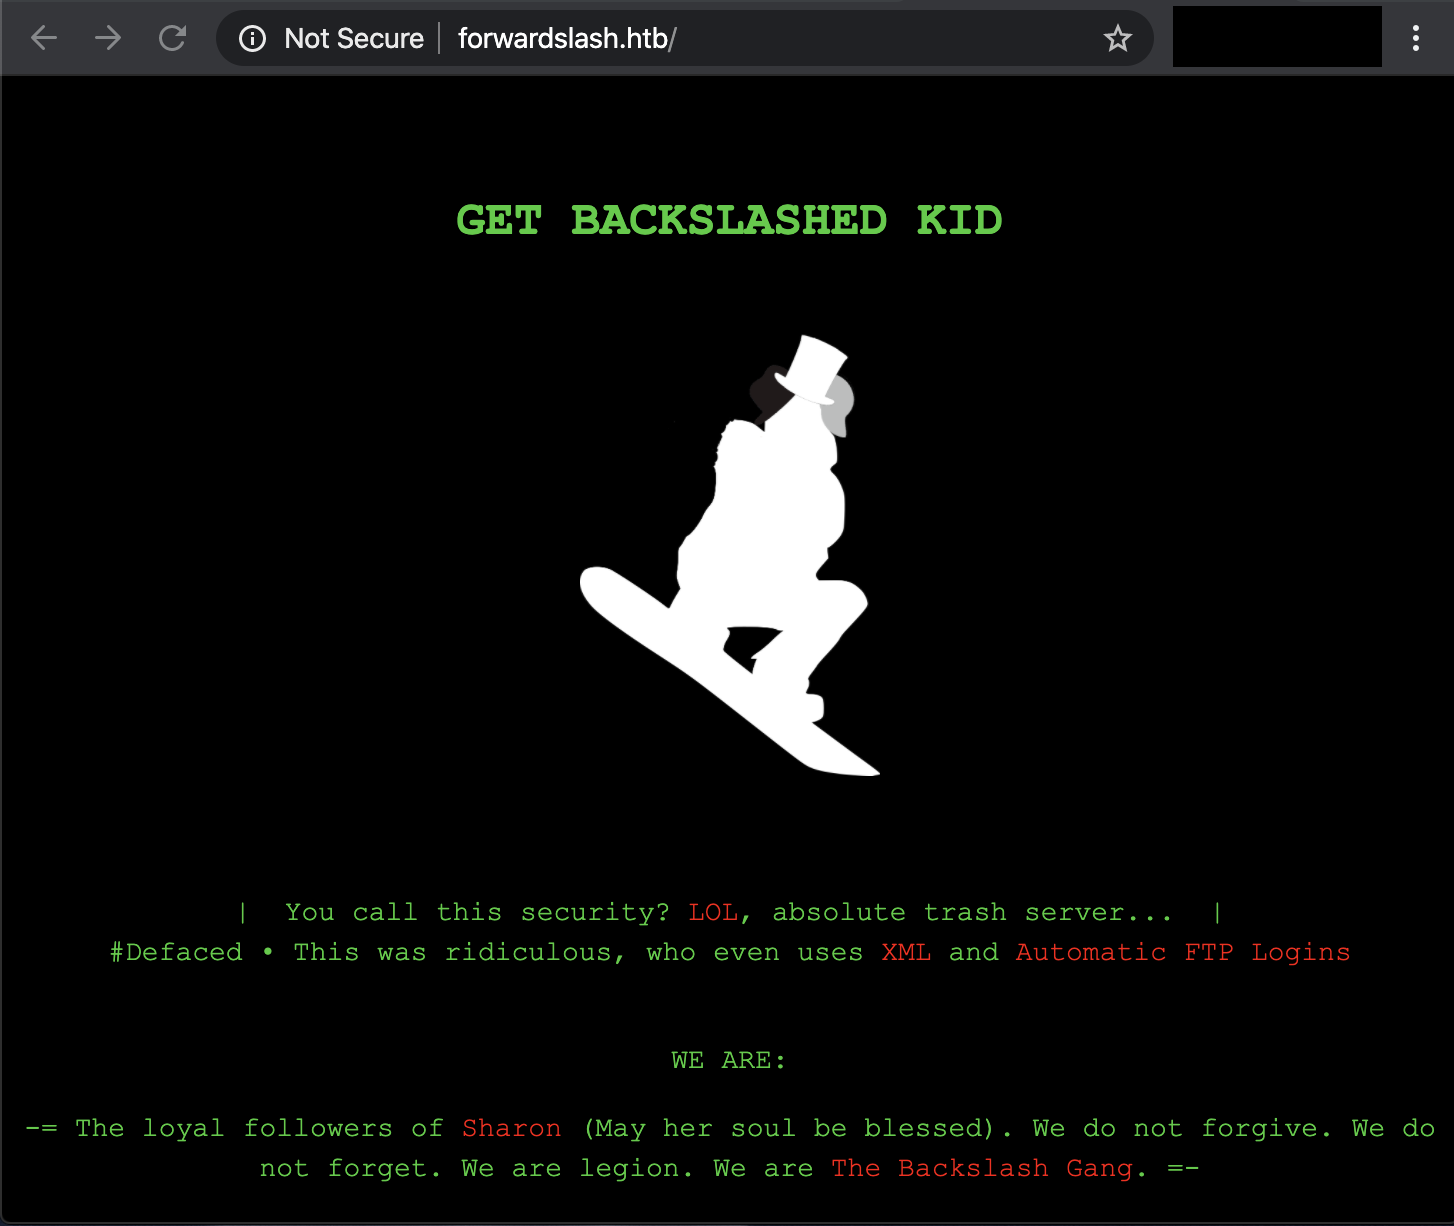 Not Secure | forwardslash.htb/
GET BACKSLASHED KID
| You call this security? LOL, absolute trash server... |
#Defaced • This was ridiculous, who even uses XML and Automatic FTP Logins
WE ARE:
-= The loyal followers of Sharon (May her soul be blessed). We do not forgive. We do
not forget. We are legion. We are The Backslash Gang. =-